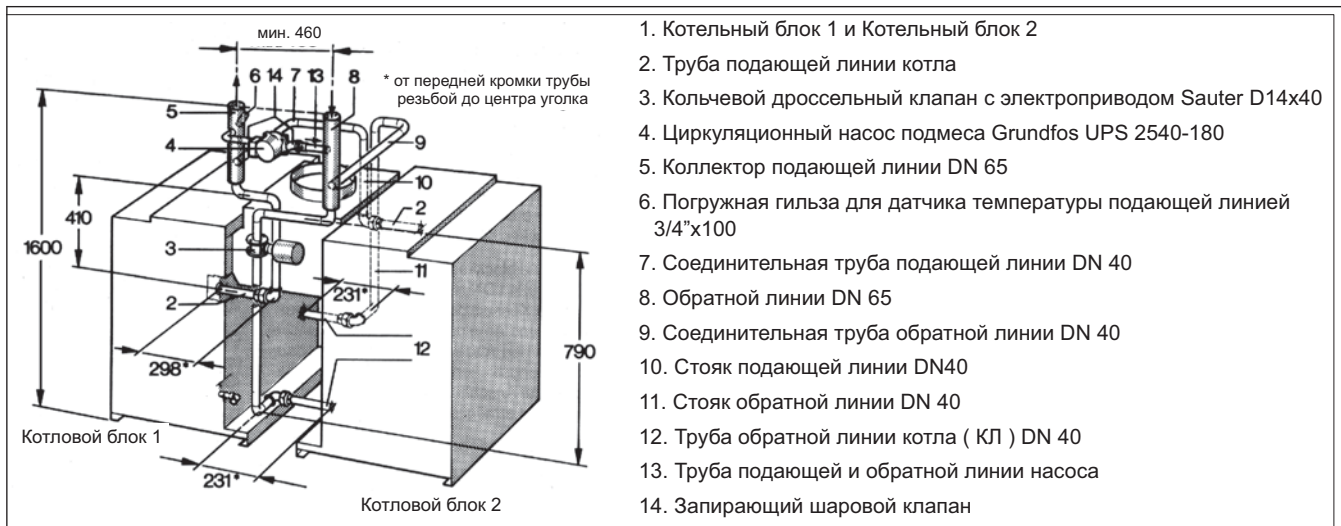 мин. 460
6 14 7 13 8
* от передней кромки трубы
резьбой до центра уголка
5
4
9
10
2
410
1600
3
11
231*
2
12
298*
790
Котловой блок 1
231*
Котловой блок 2
1. Котельный блок 1 и Котельный блок 2
2. Труба подающей линии котла
3. Кольчевой дроссельный клапан с электроприводом Sauter D14x40
4. Циркуляционный насос подмеса Grundfos UPS 2540-180
5. Коллектор подающей линии DN 65
6. Погружная гильза для датчика температуры подающей линией
3/4”x100
7. Соединительная труба подающей линии DN 40
8. Обратной линии DN 65
9. Соединительная труба обратной линии DN 40
10. Стояк подающей линии DN40
11. Стояк обратной линии DN 40
12. Труба обратной линии котла ( КЛ ) DN 40
13. Труба подающей и обратной линии насоса
14. Запирающий шаровой клапан